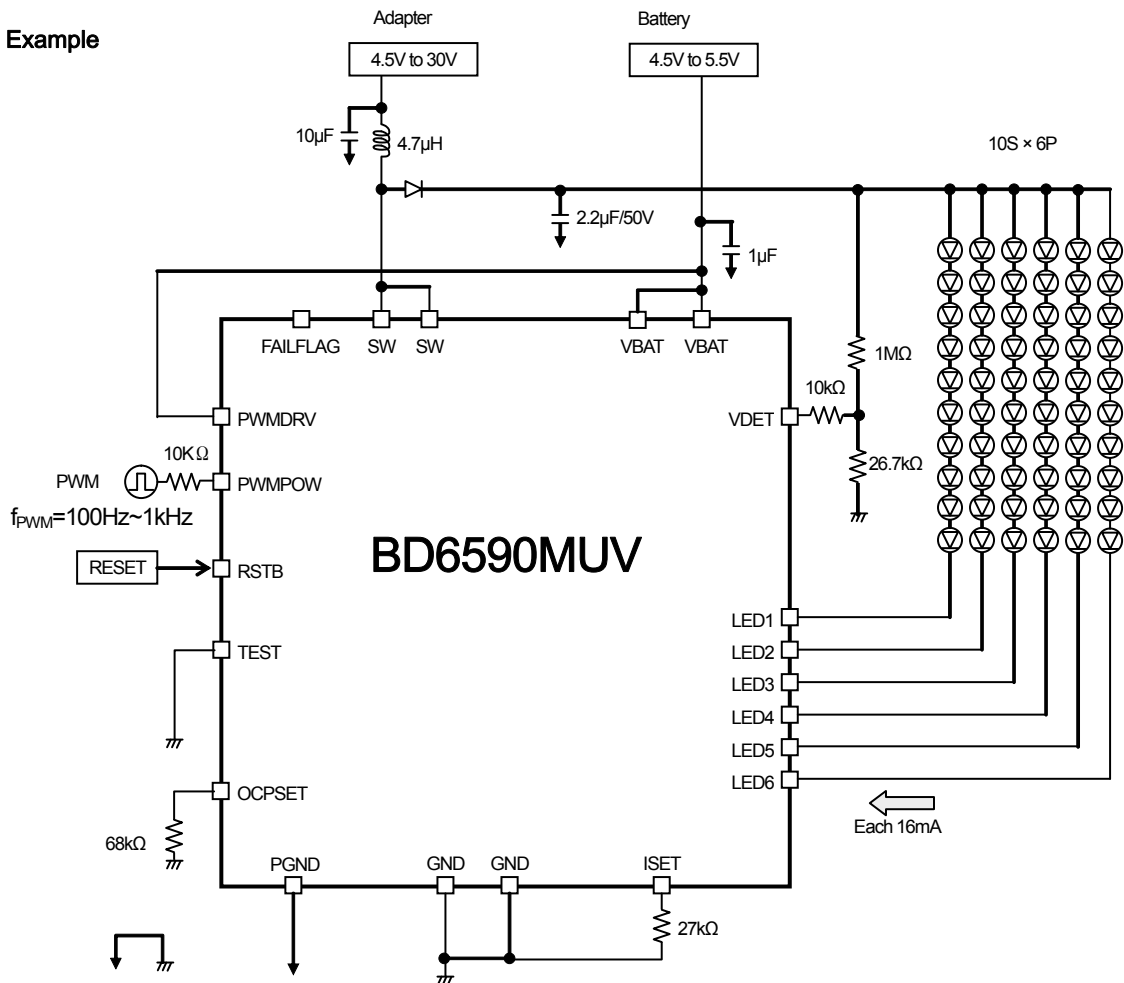 Example
Adapter
Battery
4.5V to 30V
4.5V to 5.5V
10µF
4.7µH
10S × 6P
2.2µF/50V
1µF
FAILFLAG
SW
SW
VBAT
VBAT
1MΩ
10kΩ
PWMDRV
VDET
10KΩ
26.7kΩ
PWM
PWMPOW
fPWM=100Hz~1kHz
BD6590MUV
RESET
RSTB
LED1
TEST
LED2
LED3
LED4
LED5
LED6
OCPSET
Each 16mA
68kΩ
PGND
GND
GND
ISET
27kΩ